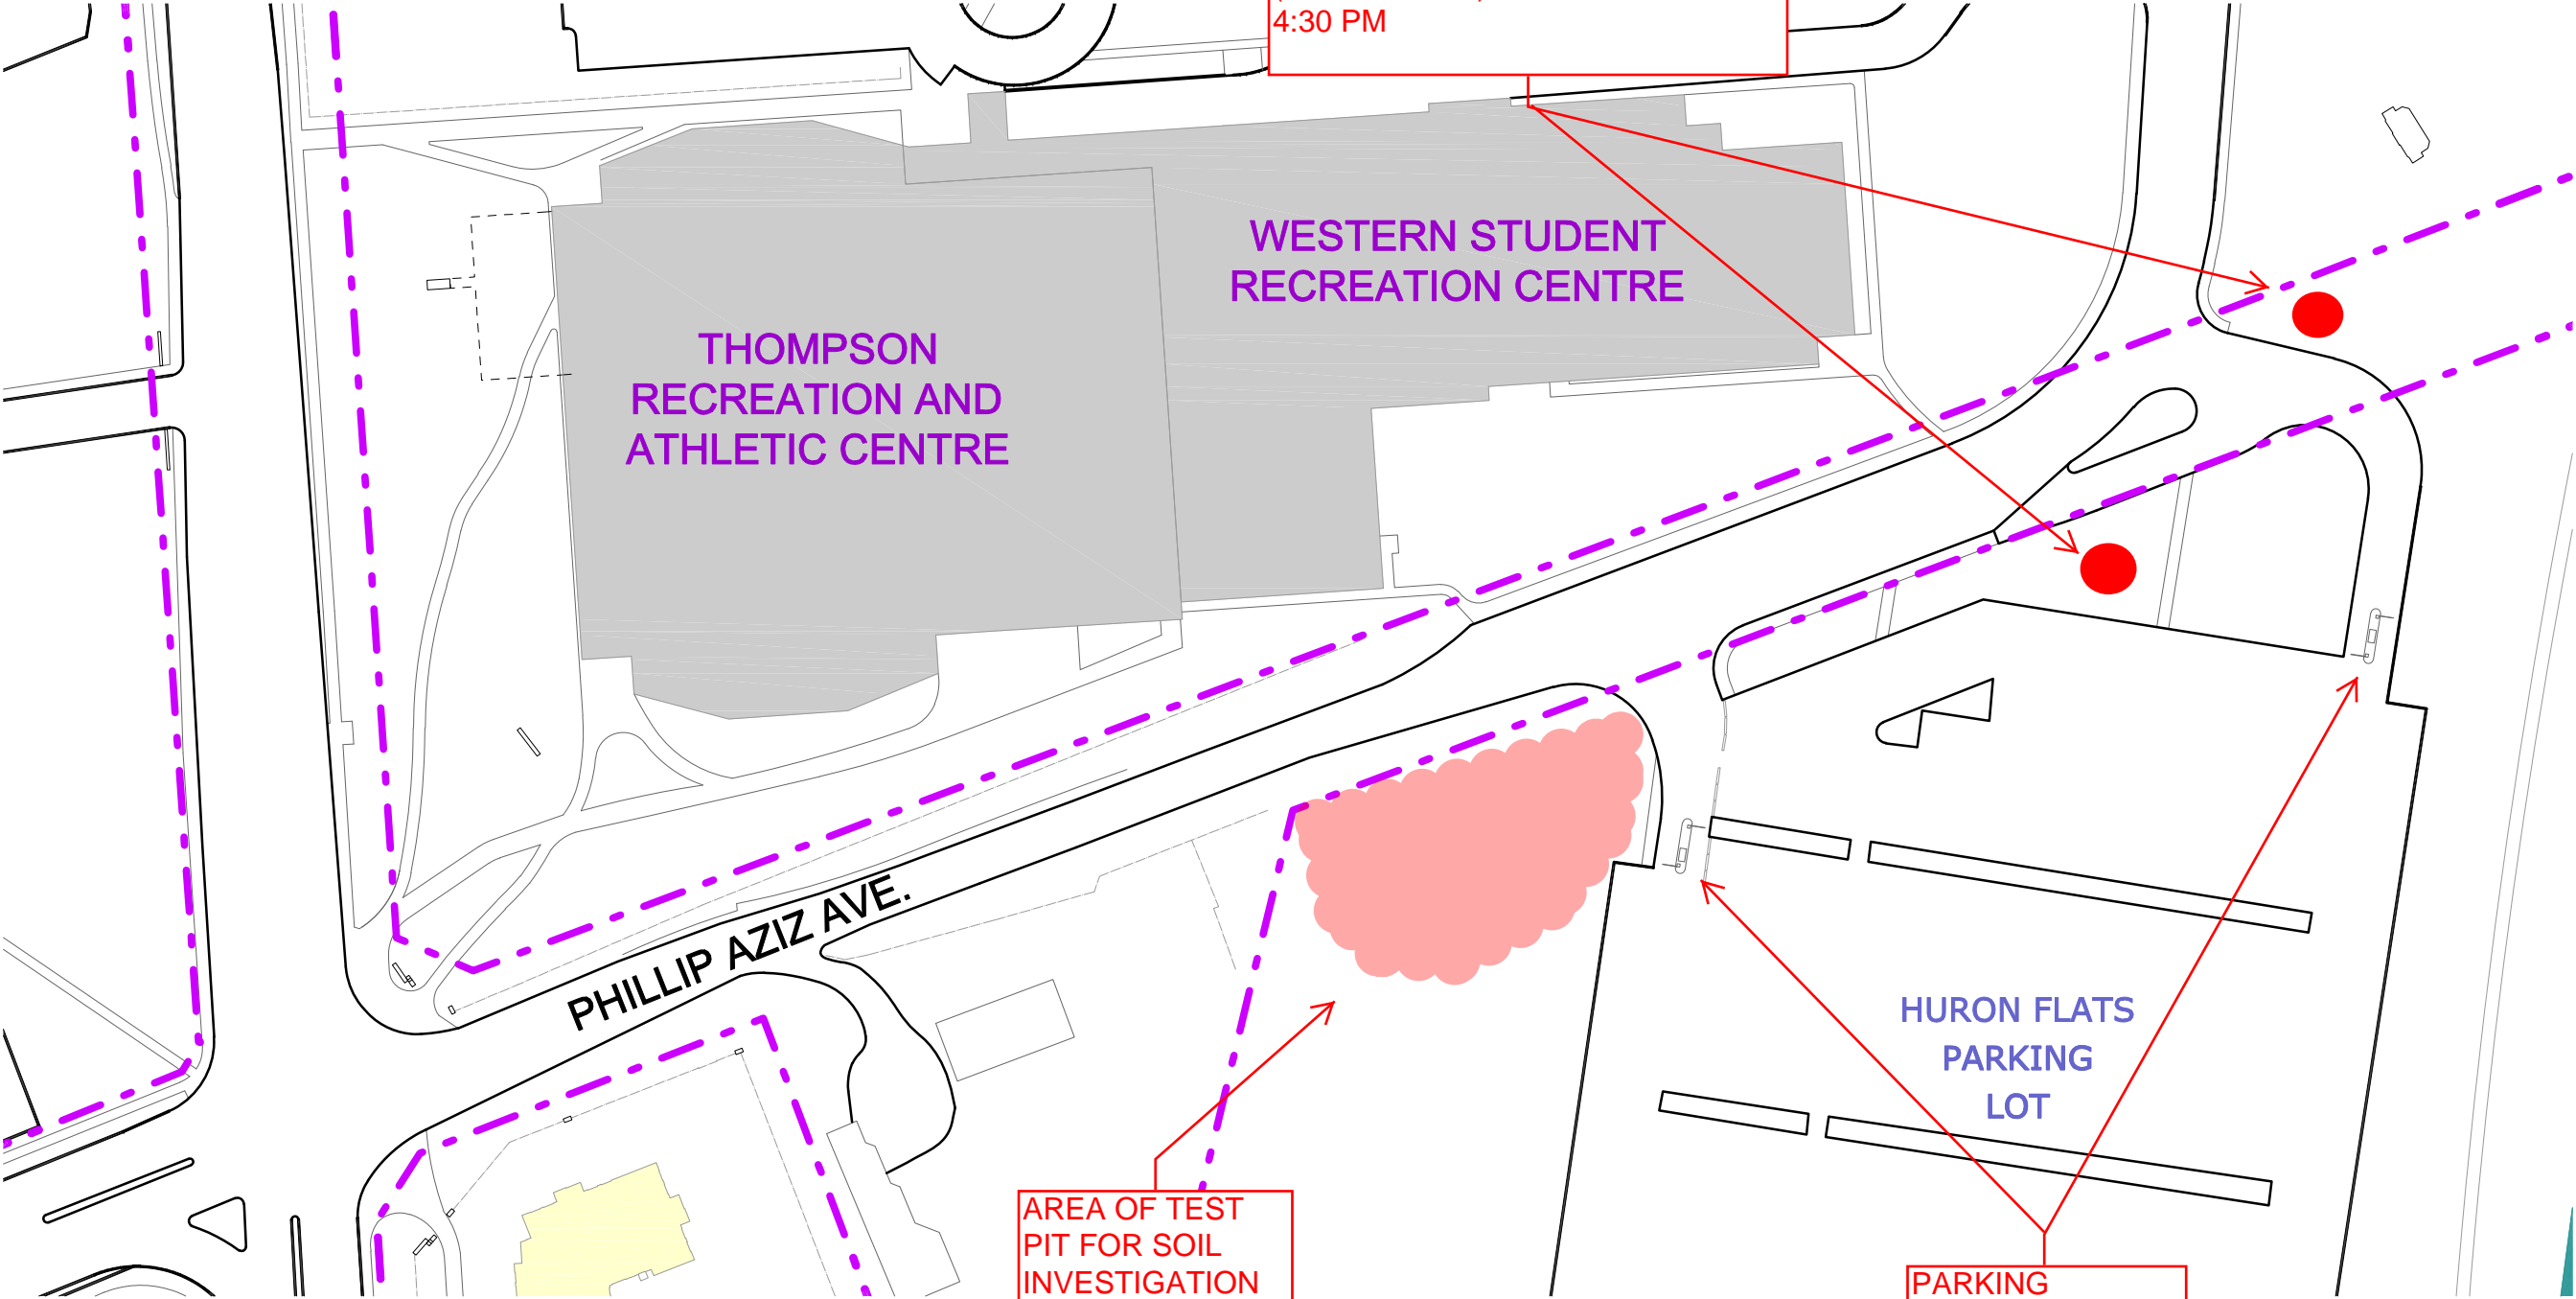 4:30 PM
WESTERN STUDENT
RECREATION CENTRE
THOMPSON
RECREATION AND
ATHLETIC CENTRE
PHILLIP AZIZ AVE.
HURON FLATS
PARKING
LOT
AREA OF TEST
PIT FOR SOIL
INVESTIGATION
PARKING